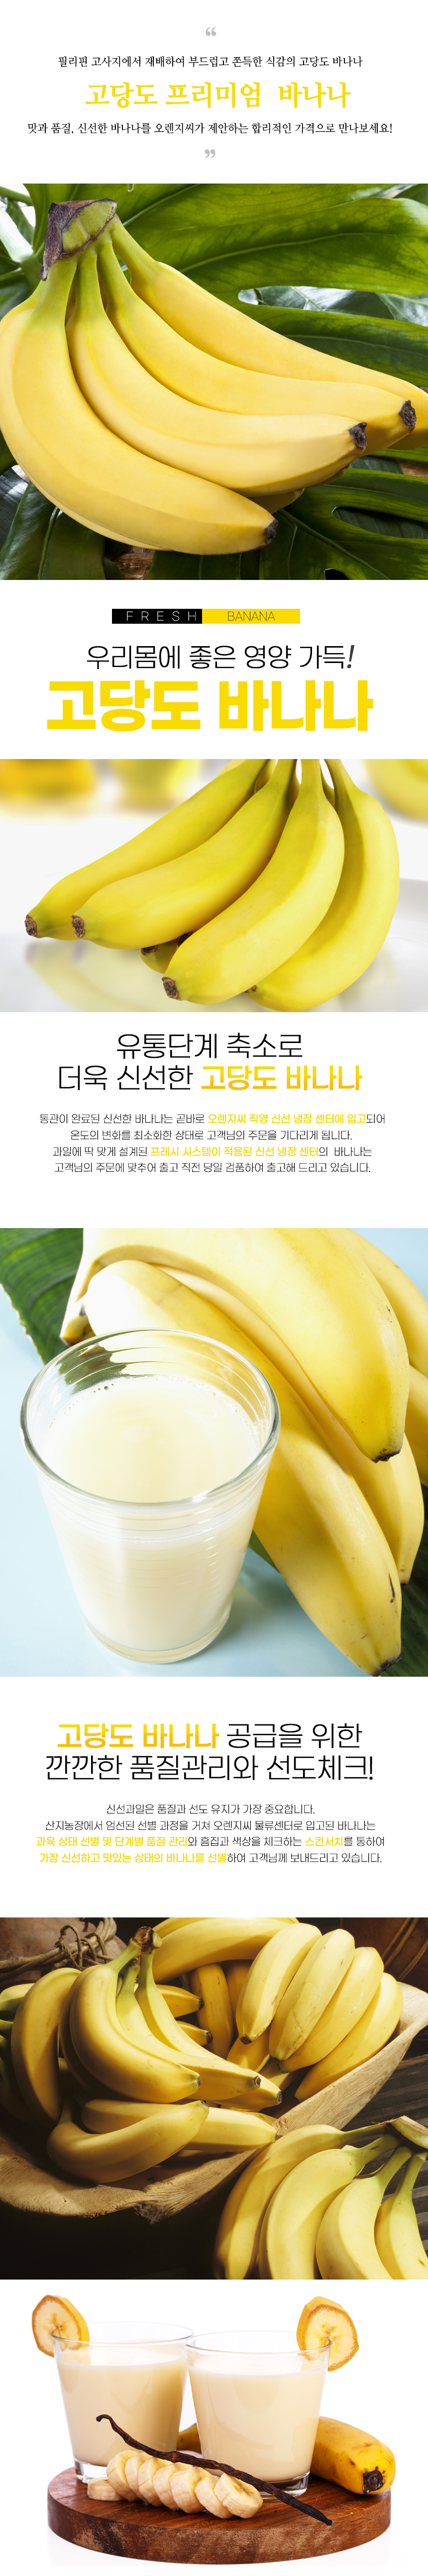 “
필리핀 고산지에서 재배하여 부드럽고 쫀득한 식감의 고당도 바나나
고당도 프리미엄 바나나
맛과 품질, 신선한 바나나를 오렌지씨가 제안하는 합리적인 가격으로 만나보세요!
”
FRESH BANANA
우리몸에 좋은 영양 가득!
고당도 바나나
유통단계 축소로
더욱 신선한 고당도 바나나
통관이 완료된 신선한 바나나는 곧바로 오렌지씨 직영 신선 냉장 센터에 입고되어
온도의 변화를 최소화한 상태로 고객님의 주문을 기다리게 됩니다.
과일에 딱 맞게 설계된 프레시 시스템이 적용된 신선 냉장 센터의 바나나는
고객님의 주문에 맞추어 출고 직전 당일 검품하여 출고해 드리고 있습니다.
고당도 바나나 공급을 위한
깐깐한 품질관리와 선도체크!
신선과일은 품질과 선도 유지가 가장 중요합니다.
산지농장에서 엄선된 선별 과정을 거쳐 오렌지씨 물류센터로 입고된 바나나는
과육 상태 선별 및 단계별 품질 관리와 흠집과 색상을 체크하는 스킨서치를 통하여
가장 신선하고 맛있는 상태의 바나나를 선별하여 고객님께 보내드리고 있습니다.